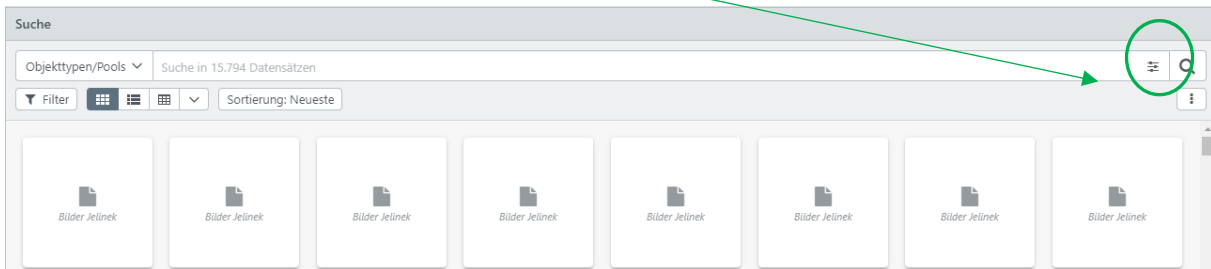 Suche
Objekttypen/Pools Suche in 15.794 Datensätzen
Filter Sortierung: Neueste
Bilder Jelinek Bilder Jelinek Bilder Jelinek Bilder Jelinek Bilder Jelinek Bilder Jelinek Bilder Jelinek Bilder Jelinek